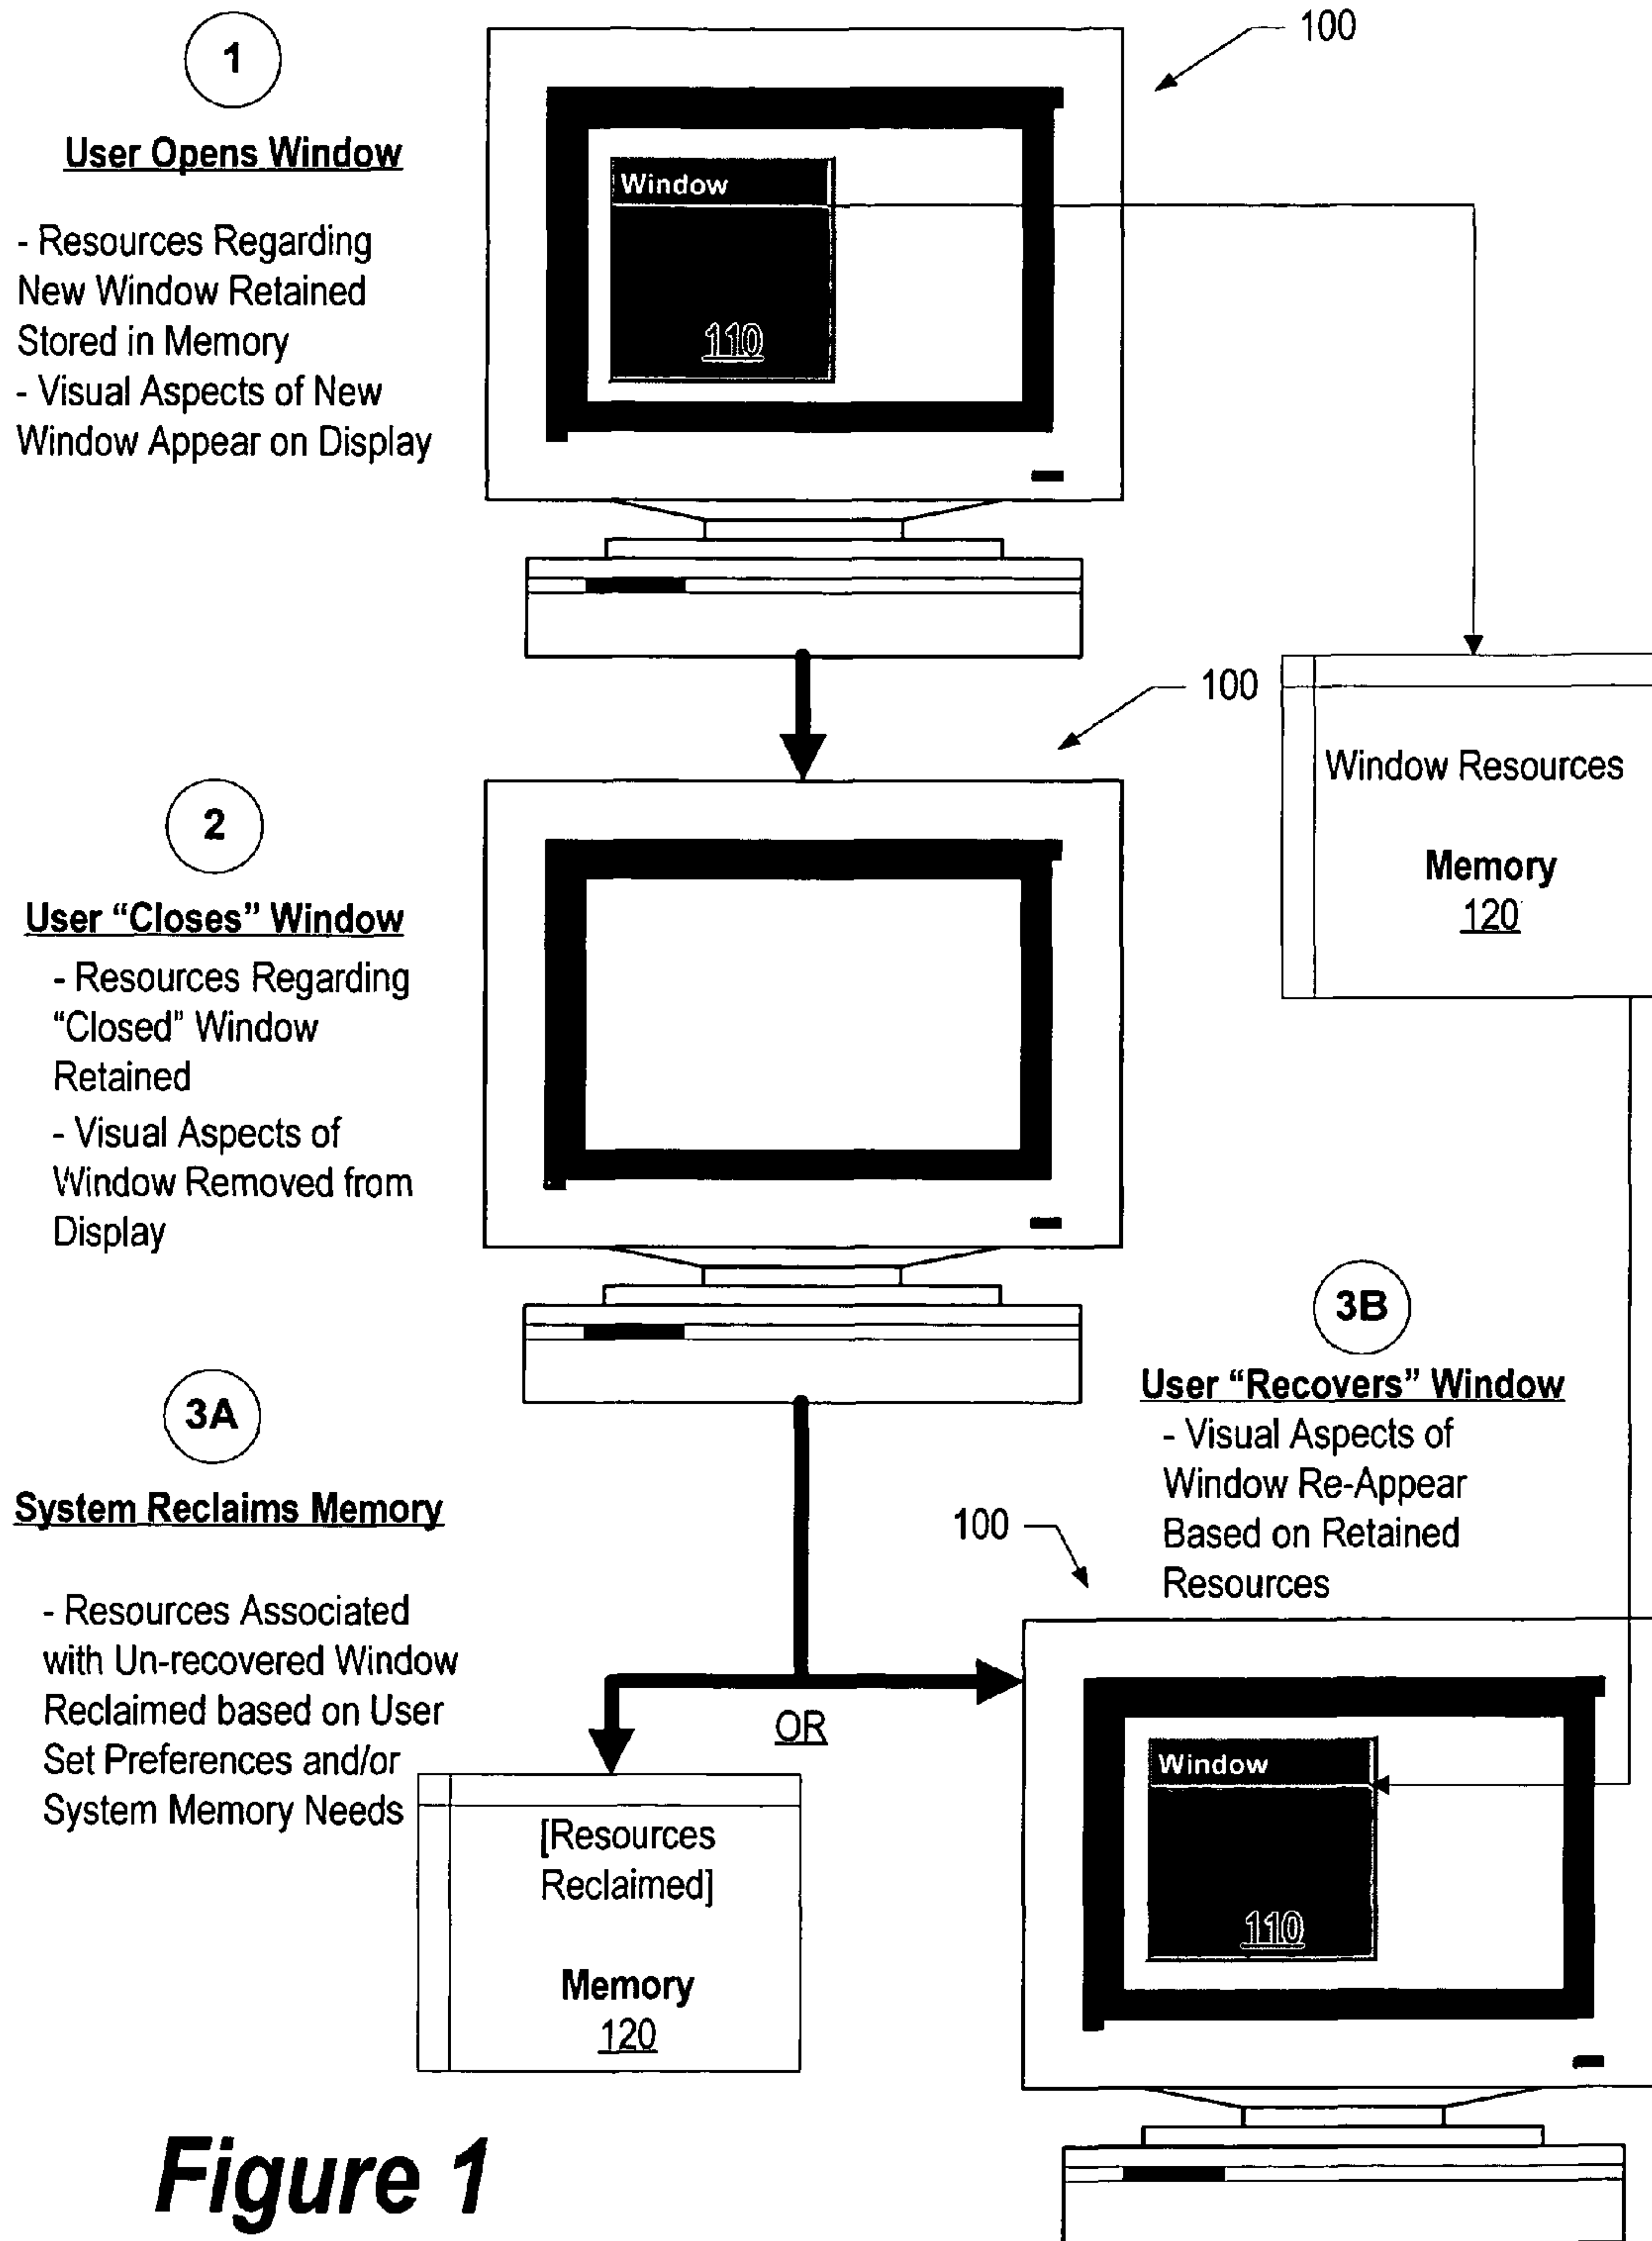 1
User Opens Window
- Resources Regarding
New Window Retained
Stored in Memory
- Visual Aspects of New
Window Appear on Display
100
Window
110
100
Window Resources
Memory
120
2
User “Closes” Window
- Resources Regarding
“Closed” Window
Retained
- Visual Aspects of
Window Removed from
Display
3A
System Reclaims Memory
- Resources Associated
with Un-recovered Window
Reclaimed based on User
Set Preferences and/or
System Memory Needs
OR
[Resources
Reclaimed]
Memory
120
3B
User “Recovers” Window
- Visual Aspects of
Window Re-Appear
Based on Retained
Resources
100
Window
110
Figure 1